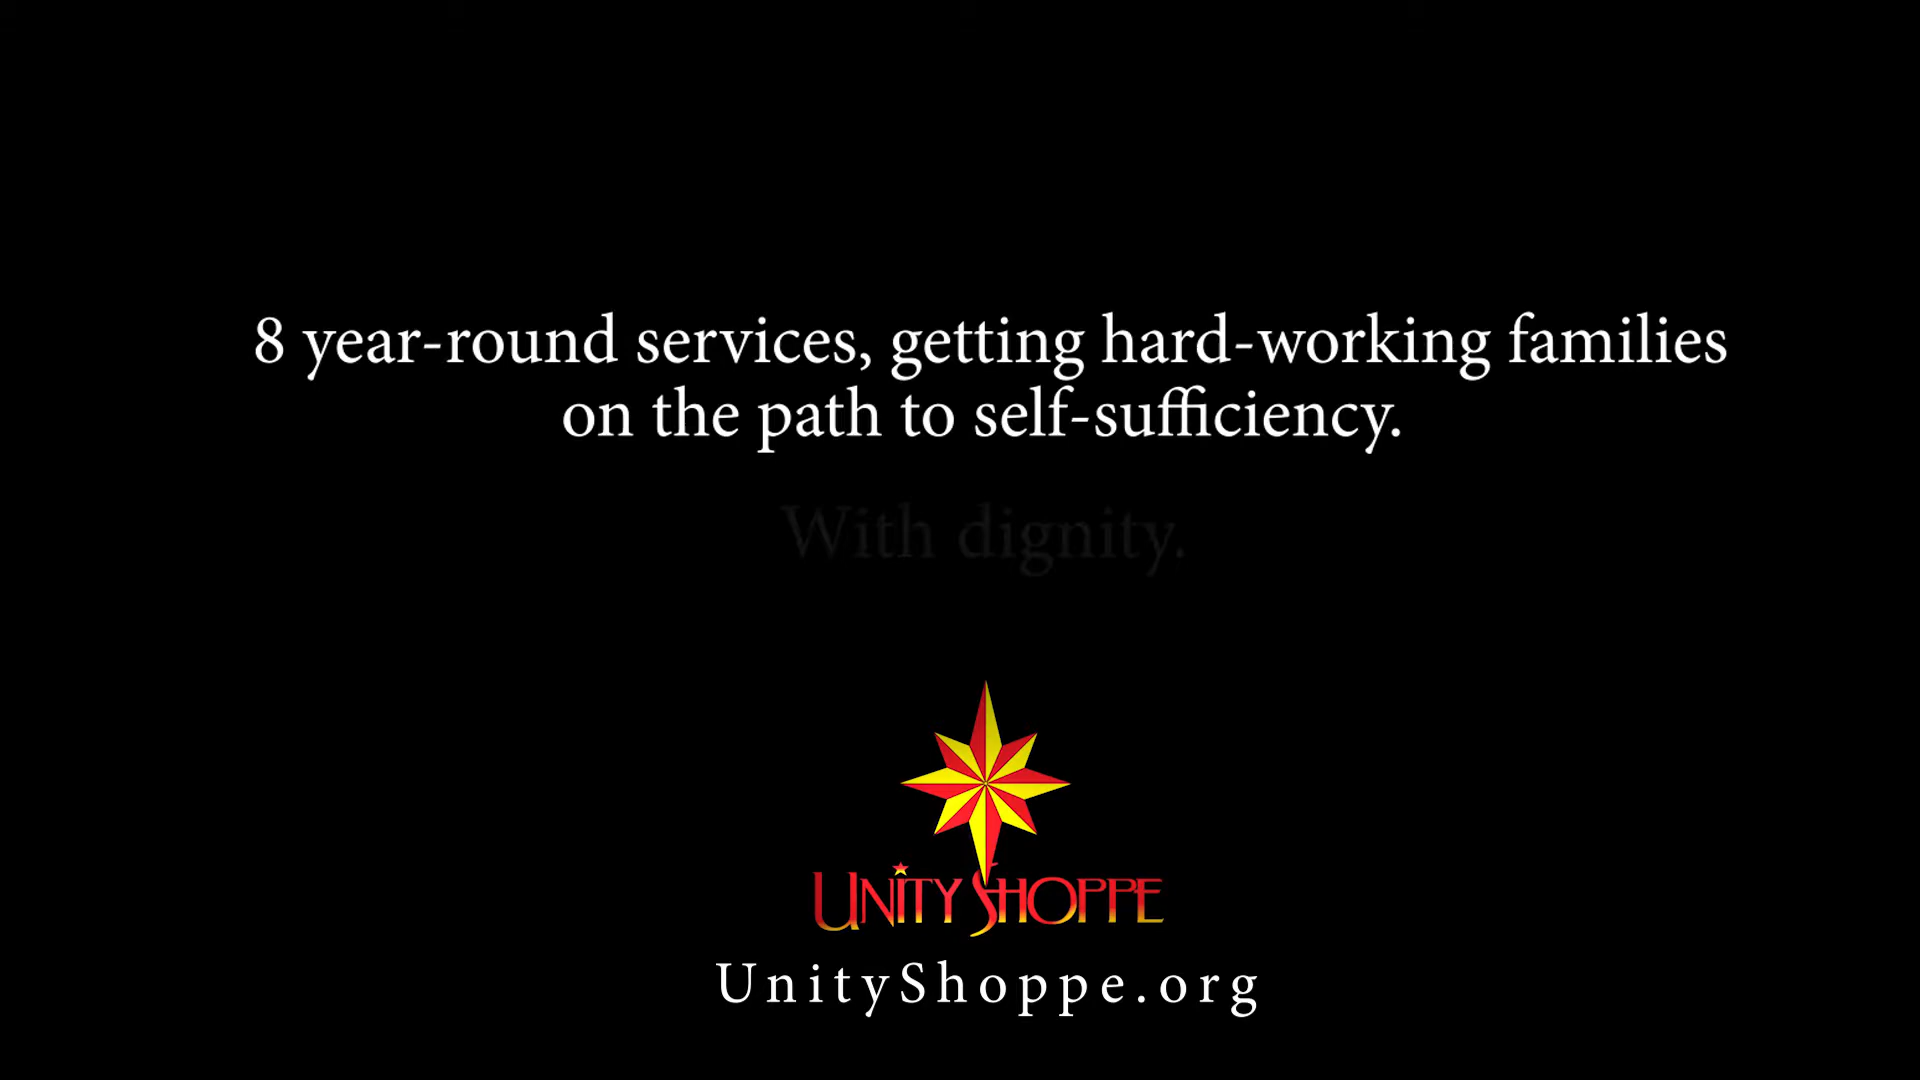 8 year-round services, getting hard-working families
on the path to self-sufficiency.
With dignity.
UNiTY SHOPPE
UnityShoppe.org